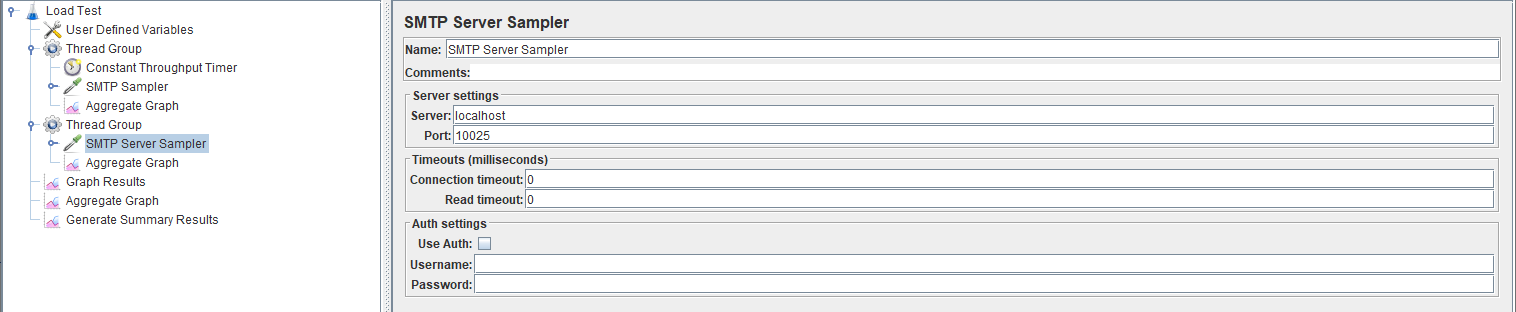 Load Test
User Defined Variables
Thread Group
Constant Throughput Timer
SMTP Sampler
Aggregate Graph
Thread Group
SMTP Server Sampler
Aggregate Graph
Graph Results
Aggregate Graph
Generate Summary Results
SMTP Server Sampler
Name: SMTP Server Sampler
Comments:
Server settings
Server: localhost
Port: 10025
Timeouts (milliseconds)
Connection timeout: 0
Read timeout: 0
Auth settings
Use Auth:
Username:
Password: